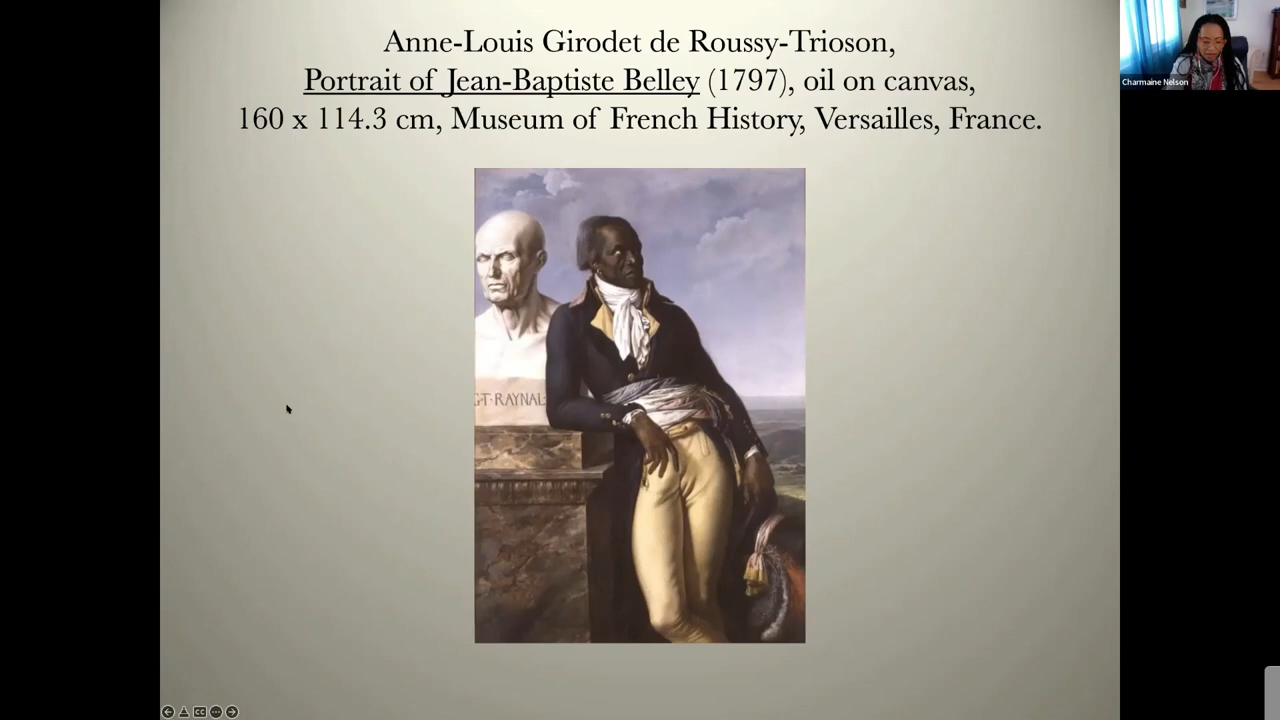 Anne-Louis Girodet de Roussy-Trioson,
Portrait of Jean-Baptiste Belley (1797), oil on canvas,
160 x 114.3 cm, Museum of French History, Versailles, France.
Charmaine Nelson
G·T·RAYNAL·
CC